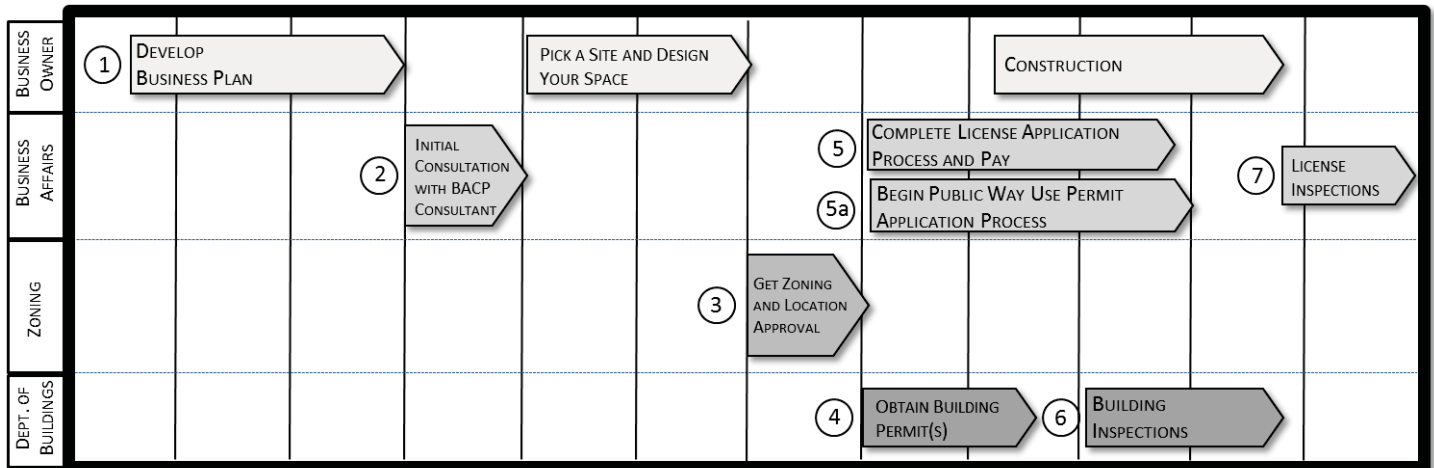 BUSINESS
OWNER
1
DEVELOP
BUSINESS PLAN
PICK A SITE AND DESIGN
YOUR SPACE
CONSTRUCTION
BUSINESS
AFFAIRS
2
INITIAL
CONSULTATION
WITH BACP
CONSULTANT
5
COMPLETE LICENSE APPLICATION
PROCESS AND PAY
5a
BEGIN PUBLIC WAY USE PERMIT
APPLICATION PROCESS
7
LICENSE
INSPECTIONS
ZONING
3
GET ZONING
AND LOCATION
APPROVAL
DEPT. OF
BUILDINGS
4
OBTAIN BUILDING
PERMIT(S)
6
BUILDING
INSPECTIONS